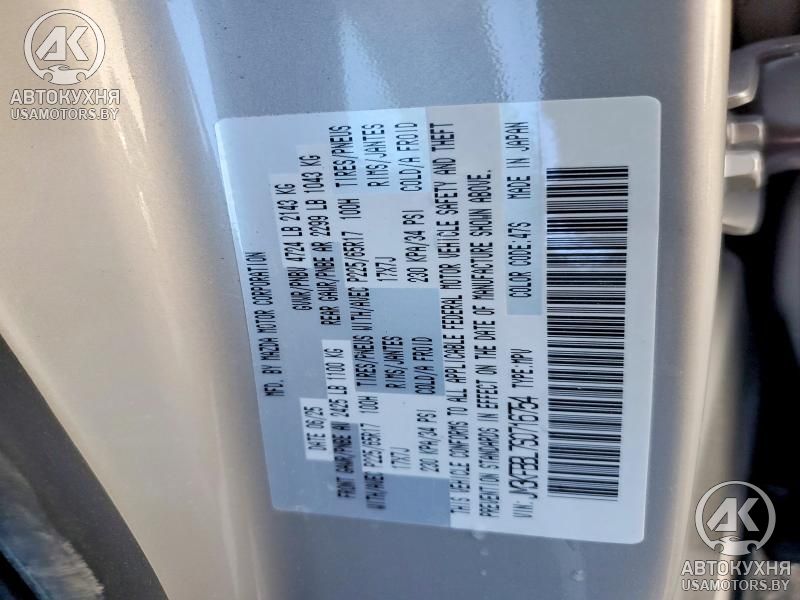 АК
АВТОКУХНЯ
USAMOTORS.BY
MFD. BY MAZDA MOTOR CORPORATION
DATE 06/25 GVWR/PNBV 4724 LB 2143 KG
FRONT GAWR/PNBE AV 2425 LB 1100 KG REAR GAWR/PNBE AR 2299 LB 1043 KG
WITH/AVEC P225/65R17 100H TIRES/PNEUS WITH/AVEC P225/65R17 100H TIRES/PNEUS
17X7J RIMS/JANTES 17X7J RIMS/JANTES
230 KPA/34 PSI COLD/A FROID 230 KPA/34 PSI COLD/A FROID
THIS VEHICLE CONFORMS TO ALL APPLICABLE FEDERAL MOTOR VEHICLE SAFETY AND THEFT
PREVENTION STANDARDS IN EFFECT ON THE DATE OF MANUFACTURE SHOWN ABOVE.
VIN: TYPE:MPV COLOR CODE:47S MADE IN JAPAN
АК
АВТОКУХНЯ
USAMOTORS.BY